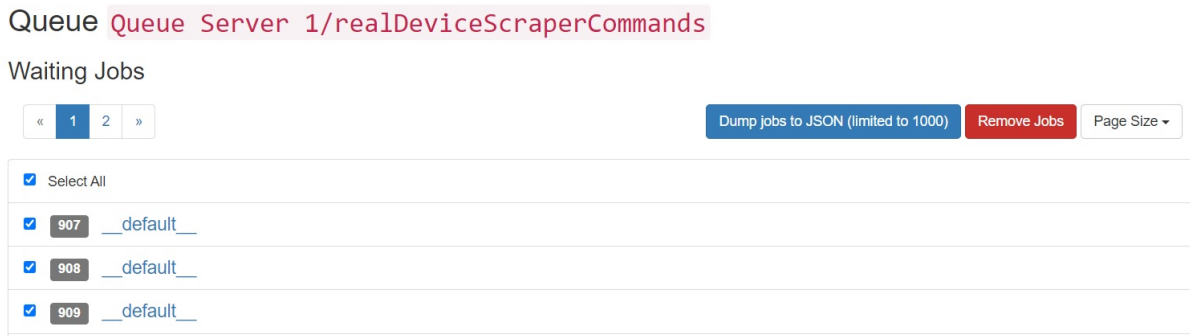 Queue Queue Server 1/realDeviceScraperCommands
Waiting Jobs
« 1 2 » Dump jobs to JSON (limited to 1000) Remove Jobs Page Size
Select All
907 __default__
908 __default__
909 __default__